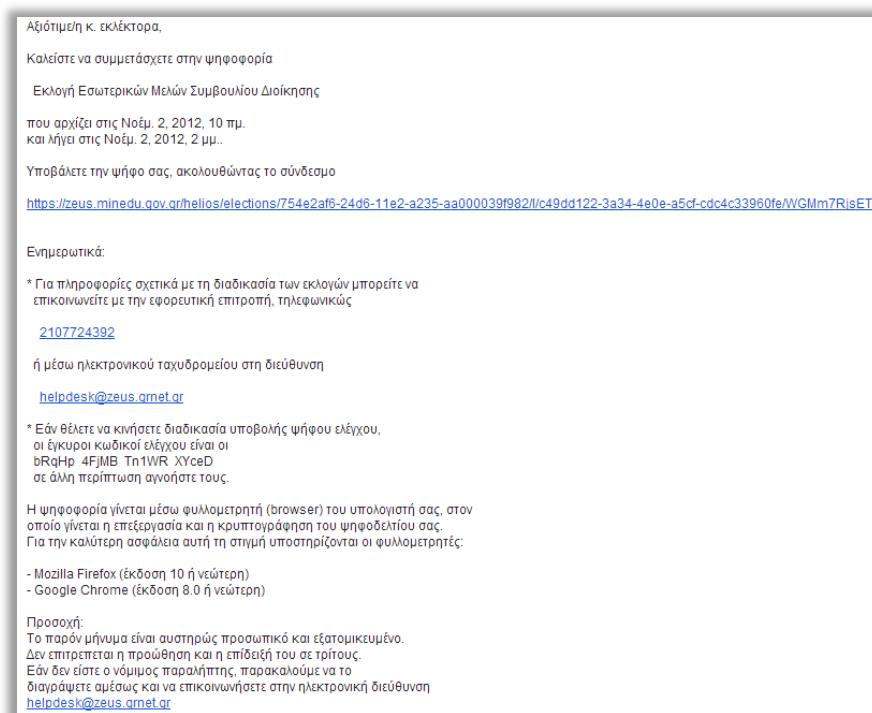 Αξιότιμε/η κ. εκλέκτορα,
Καλείστε να συμμετάσχετε στην ψηφοφορία
Εκλογή Εσωτερικών Μελών Συμβουλίου Διοίκησης
που αρχίζει στις Νοέμ. 2, 2012, 10 πμ.
και λήγει στις Νοέμ. 2, 2012, 2 μμ..
Υποβάλετε την ψήφο σας, ακολουθώντας το σύνδεσμο
https://zeus.minedu.gov.gr/helios/elections/754e2af6-24d6-11e2-a235-aa000039f982/l/c49dd122-3a34-4e0e-a5cf-cdc4c33960fe/WGMm7RjsET
Ενημερωτικά:
* Για πληροφορίες σχετικά με τη διαδικασία των εκλογών μπορείτε να
επικοινωνείτε με την εφορευτική επιτροπή, τηλεφωνικώς
2107724392
ή μέσω ηλεκτρονικού ταχυδρομείου στη διεύθυνση
helpdesk@zeus.grnet.gr
* Εάν θέλετε να κινήσετε διαδικασία υποβολής ψήφου ελέγχου,
οι έγκυροι κωδικοί ελέγχου είναι οι
bRqHp 4FjMB Tn1WR XYceD
σε άλλη περίπτωση αγνοήστε τους.
Η ψηφοφορία γίνεται μέσω φυλλομετρητή (browser) του υπολογιστή σας, στον
οποίο γίνεται η επεξεργασία και η κρυπτογράφηση του ψηφοδελτίου σας.
Για την καλύτερη ασφάλεια αυτή τη στιγμή υποστηρίζονται οι φυλλομετρητές:
- Mozilla Firefox (έκδοση 10 ή νεώτερη)
- Google Chrome (έκδοση 8.0 ή νεώτερη)
Προσοχή:
Το παρόν μήνυμα είναι αυστηρώς προσωπικό και εξατομικευμένο.
Δεν επιτρεπεται η προώθηση και η επίδειξή του σε τρίτους.
Εάν δεν είστε ο νόμιμος παραλήπτης, παρακαλούμε να το
διαγράψετε αμέσως και να επικοινωνήσετε στην ηλεκτρονική διεύθυνση
helpdesk@zeus.grnet.gr